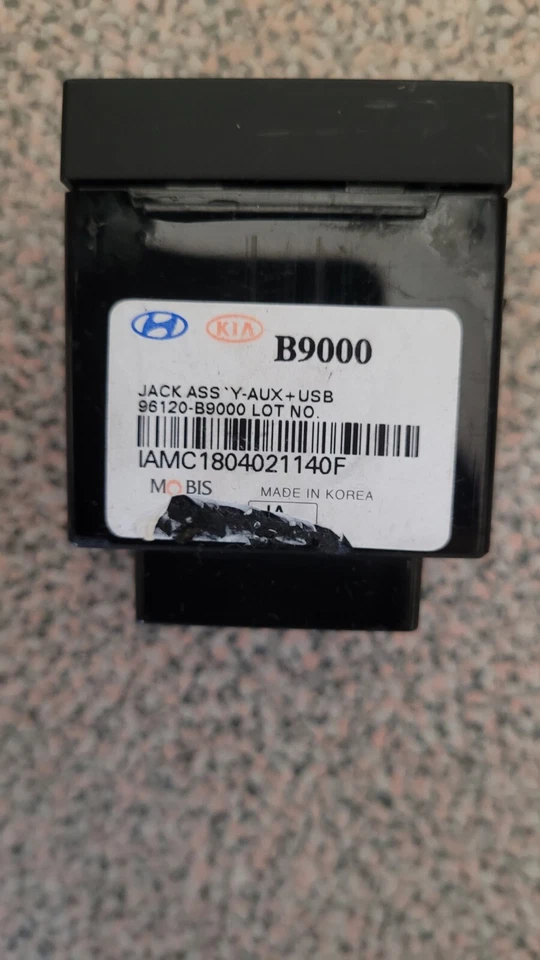 KIA B9000
JACK ASS`Y-AUX+USB
96120-B9000 LOT NO.
IAMC1804021140F
MOBIS MADE IN KOREA